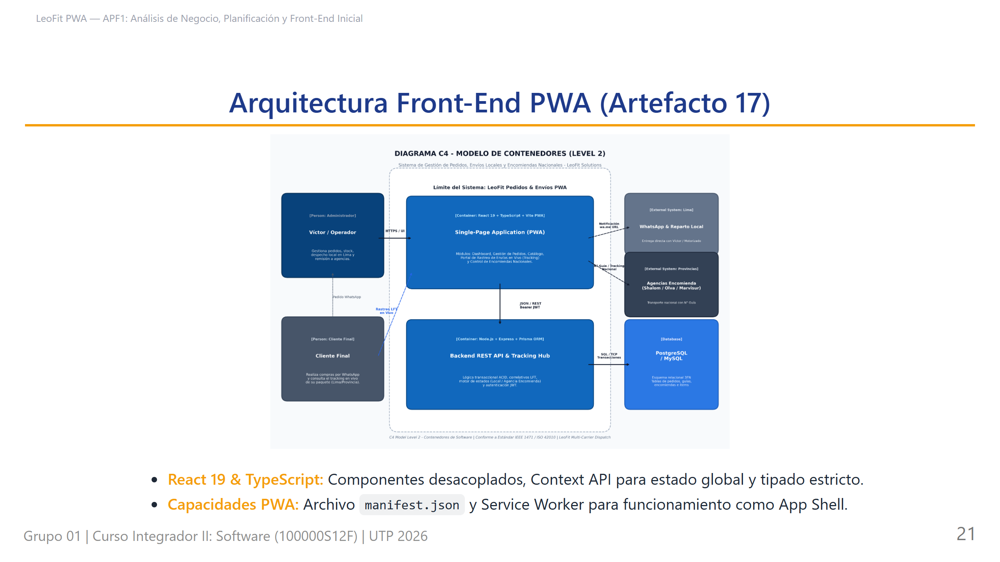 LeoFit PWA — APF1: Análisis de Negocio, Planificación y Front-End Inicial
Arquitectura Front-End PWA (Artefacto 17)
DIAGRAMA C4 - MODELO DE CONTENEDORES (LEVEL 2)
Sistema de Gestión de Pedidos, Envíos Locales y Encomiendas Nacionales - LeoFit Solutions
Límite del Sistema: LeoFit Pedidos & Envíos PWA
[Person: Administrador]
Víctor / Operador
Gestiona pedidos, stock,
despecho local en Lima y
remisión a agencias.
HTTPS / UI
[Container: React 19 + TypeScript + Vite PWA]
Single-Page Application (PWA)
Módulos: Dashboard, Gestión de Pedidos, Catálogo,
Portal de Rastreo de Envíos en Vivo (Tracking)
y Control de Encomiendas Nacionales.
Notificación
wa.me URL
[External System: Lima]
WhatsApp & Reparto Local
Entrega directa con Víctor / Motorizado
N° Guía / Tracking
Nacional
[External System: Provincias]
Agencias Encomienda
(Shalom / Olva / Marvisur)
Transporte nacional con N° Guía
Pedido WhatsApp
Rastreo LFT
en Vivo
JSON / REST
Bearer JWT
[Person: Cliente Final]
Cliente Final
Realiza compras por WhatsApp
y consulta el tracking en vivo
de su paquete (Lima/Provincia).
[Container: Node.js + Express + Prisma ORM]
Backend REST API & Tracking Hub
Lógica transaccional ACID, correlativos LFT,
motor de estados (Local / Agencia Encomienda)
y autenticación JWT.
SQL / TCP
Transacciones
[Database]
PostgreSQL
/ MySQL
Esquema relacional 3FN
Tablas de pedidos, guías,
encomiendas e ítems
C4 Model Level 2 - Contenedores de Software | Conforme a Estándar IEEE 1471 / ISO 42010 | LeoFit Multi-Carrier Dispatch
• React 19 & TypeScript: Componentes desacoplados, Context API para estado global y tipado estricto.
• Capacidades PWA: Archivo manifest.json y Service Worker para funcionamiento como App Shell.
Grupo 01 | Curso Integrador II: Software (100000S12F) | UTP 2026
21